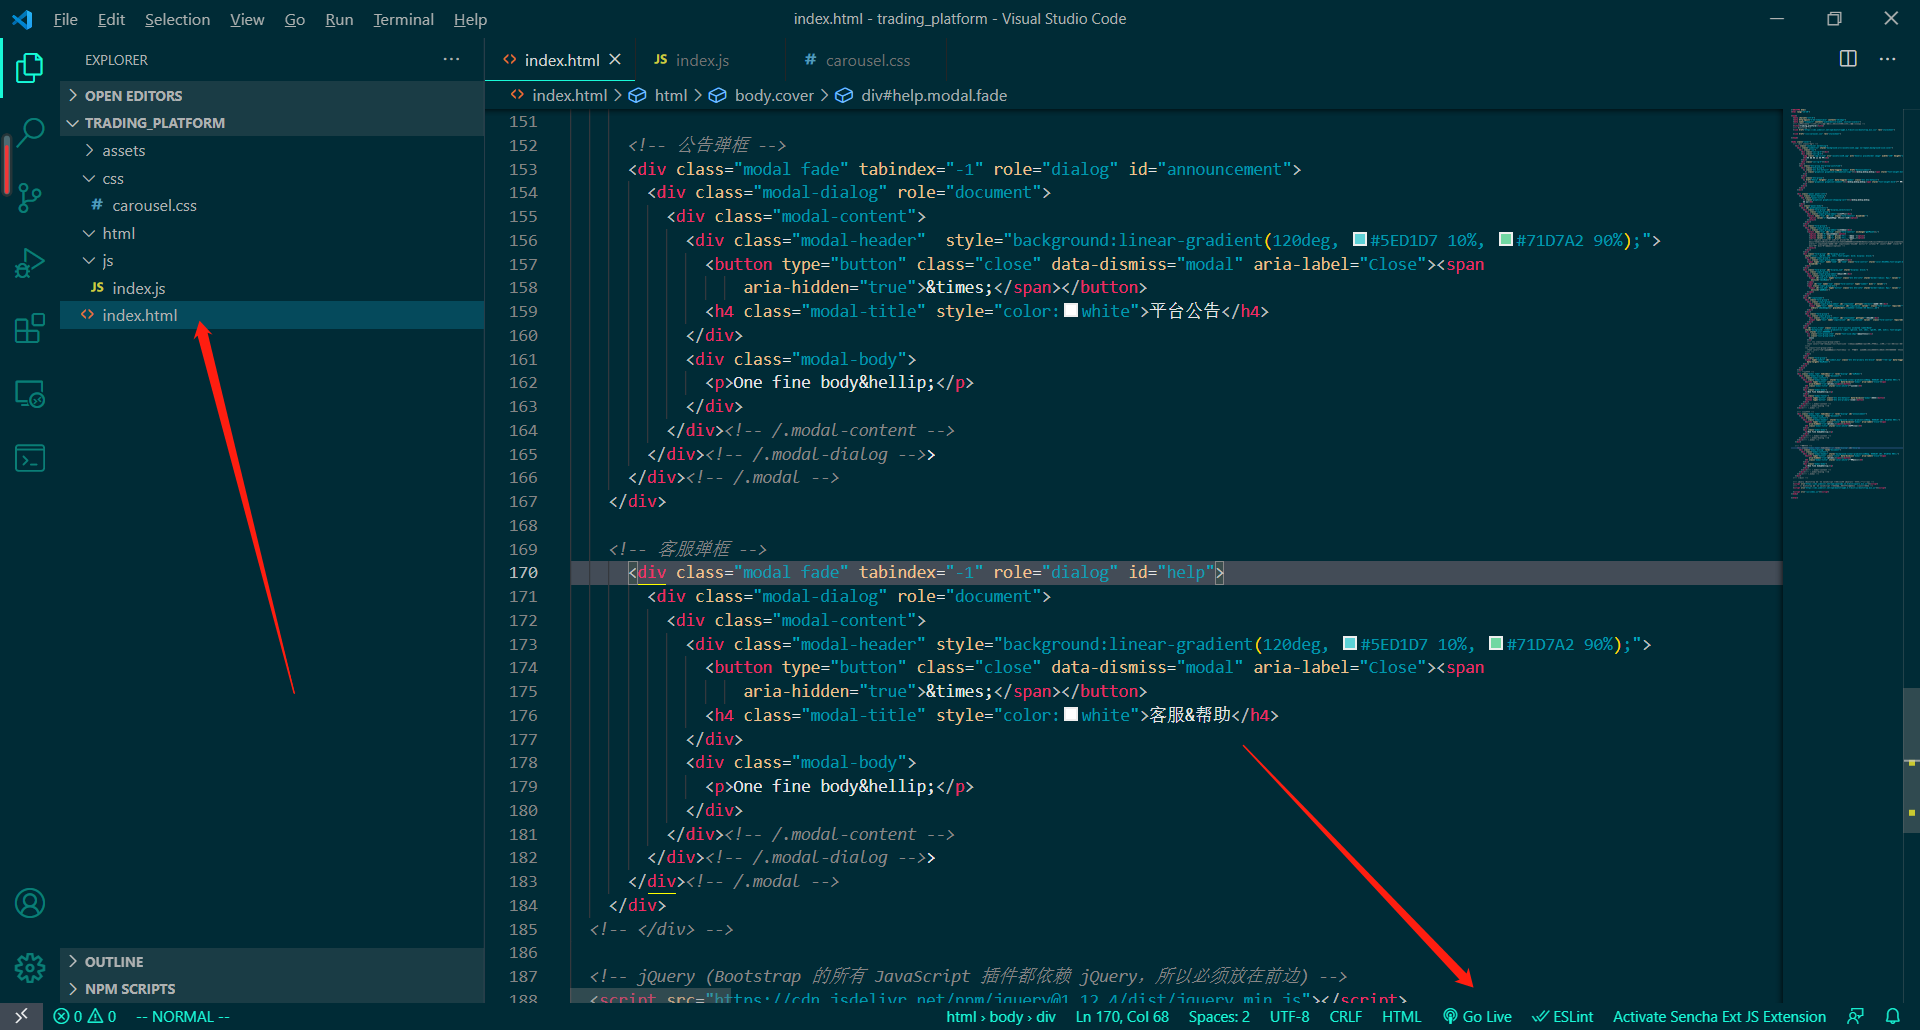 File Edit Selection View Go Run Terminal Help
index.html - trading_platform - Visual Studio Code
EXPLORER
OPEN EDITORS
TRADING_PLATFORM
assets
css
# carousel.css
html
js
JS index.js
<> index.html
OUTLINE
NPM SCRIPTS
<> index.html
JS index.js
# carousel.css
<> index.html > html > body.cover > div#help.modal.fade
151
152 <!-- 公告弹框 -->
153 <div class="modal fade" tabindex="-1" role="dialog" id="announcement">
154 <div class="modal-dialog" role="document">
155 <div class="modal-content">
156 <div class="modal-header"  style="background:linear-gradient(120deg, #5ED1D7 10%, #71D7A2 90%);">
157 <button type="button" class="close" data-dismiss="modal" aria-label="Close"><span
158 aria-hidden="true">&times;</span></button>
159 <h4 class="modal-title" style="color:white">平台公告</h4>
160 </div>
161 <div class="modal-body">
162 <p>One fine body&hellip;</p>
163 </div>
164 </div><!-- /.modal-content -->
165 </div><!-- /.modal-dialog -->>
166 </div><!-- /.modal -->
167 </div>
168
169 <!-- 客服弹框 -->
170 <div class="modal fade" tabindex="-1" role="dialog" id="help">
171 <div class="modal-dialog" role="document">
172 <div class="modal-content">
173 <div class="modal-header" style="background:linear-gradient(120deg, #5ED1D7 10%, #71D7A2 90%);">
174 <button type="button" class="close" data-dismiss="modal" aria-label="Close"><span
175 aria-hidden="true">&times;</span></button>
176 <h4 class="modal-title" style="color:white">客服&帮助</h4>
177 </div>
178 <div class="modal-body">
179 <p>One fine body&hellip;</p>
180 </div>
181 </div><!-- /.modal-content -->
182 </div><!-- /.modal-dialog -->>
183 </div><!-- /.modal -->
184 </div>
185 <!-- </div> -->
186
187 <!-- jQuery (Bootstrap 的所有 JavaScript 插件都依赖 jQuery，所以必须放在前边) -->
188 <script src="https://cdn.jsdelivr.net/npm/jquery@1.12.4/dist/jquery.min.js"></script>
0 0 -- NORMAL --
html › body › div Ln 170, Col 68 Spaces: 2 UTF-8 CRLF HTML Go Live ESLint Activate Sencha Ext JS Extension